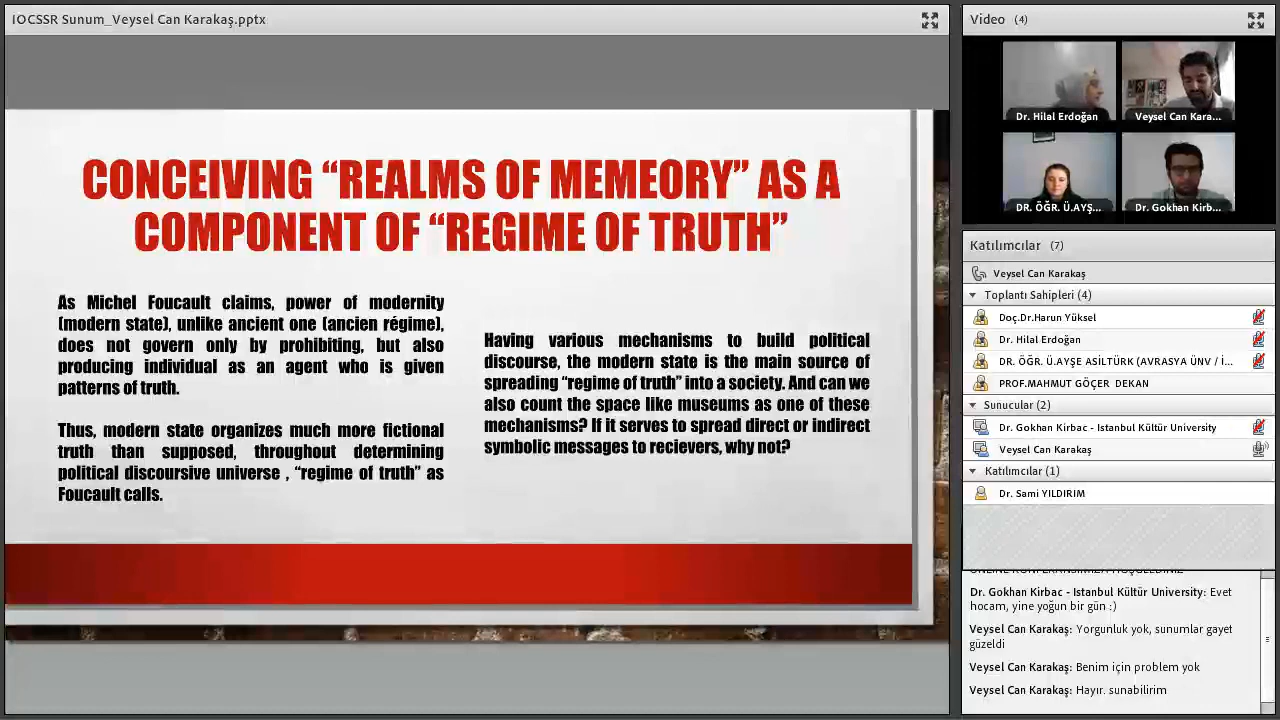 IOCSSR Sunum_Veysel Can Karakaş.pptx
CONCEIVING “REALMS OF MEMEORY” AS A
COMPONENT OF “REGIME OF TRUTH”
As Michel Foucault claims, power of modernity
(modern state), unlike ancient one (ancien régime),
does not govern only by prohibiting, but also
producing individual as an agent who is given
patterns of truth.
Thus, modern state organizes much more fictional
truth than supposed, throughout determining
political discoursive universe , “regime of truth” as
Foucault calls.
Having various mechanisms to build political
discourse, the modern state is the main source of
spreading “regime of truth” into a society. And can we
also count the space like museums as one of these
mechanisms? If it serves to spread direct or indirect
symbolic messages to recievers, why not?
Video (4)
Dr. Hilal Erdoğan
Veysel Can Kara...
DR. ÖĞR. Ü.AYŞ...
Dr. Gokhan Kirb...
Katılımcılar (7)
Veysel Can Karakaş
Toplantı Sahipleri (4)
Doç.Dr.Harun Yüksel
Dr. Hilal Erdoğan
DR. ÖĞR. Ü.AYŞE ASİLTÜRK (AVRASYA ÜNV / İ...
PROF.MAHMUT GÖÇER DEKAN
Sunucular (2)
Dr. Gokhan Kirbac - Istanbul Kültür University
Veysel Can Karakaş
Katılımcılar (1)
Dr. Sami YILDIRIM
ONLINE KONFERANSIMIZA HOŞGELDİNİZ
Dr. Gokhan Kirbac - Istanbul Kültür University: Evet
hocam, yine yoğun bir gün :)
Veysel Can Karakaş: Yorgunluk yok, sunumlar gayet
güzeldi
Veysel Can Karakaş: Benim için problem yok
Veysel Can Karakaş: Hayır. sunabilirim